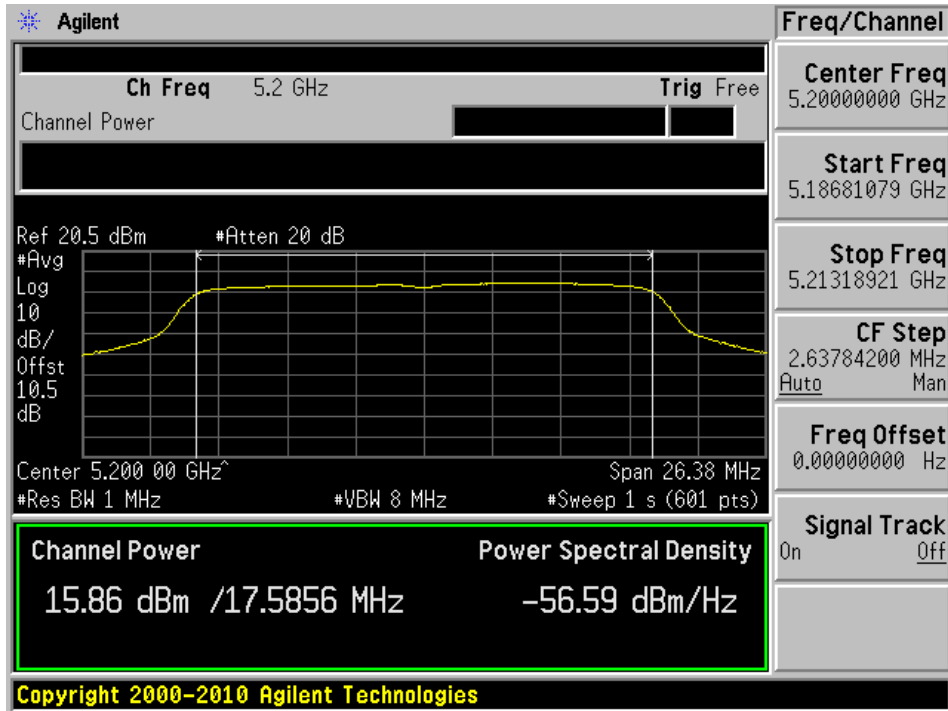 Agilent
Freq/Channel
Ch Freq 5.2 GHz Trig Free
Channel Power
Center Freq
5.20000000 GHz
Start Freq
5.18681079 GHz
Stop Freq
5.21318921 GHz
CF Step
2.63784200 MHz
Auto Man
Freq Offset
0.00000000 Hz
Signal Track
On Off
Ref 20.5 dBm #Atten 20 dB
#Avg
Log
10
dB/
Offst
10.5
dB
Center 5.200 00 GHz^ Span 26.38 MHz
#Res BW 1 MHz #VBW 8 MHz #Sweep 1 s (601 pts)
Channel Power Power Spectral Density
15.86 dBm /17.5856 MHz -56.59 dBm/Hz
Copyright 2000-2010 Agilent Technologies